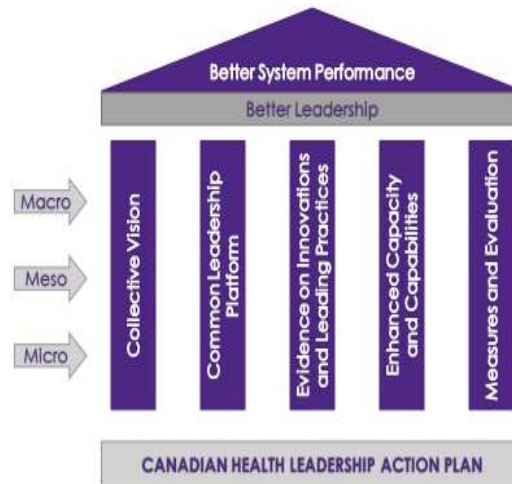 Better System Performance
Better Leadership
Macro
Meso
Micro
Collective Vision
Common Leadership
Platform
Evidence on Innovations
and Leading Practices
Enhanced Capacity
and Capabilities
Measures and Evaluation
CANADIAN HEALTH LEADERSHIP ACTION PLAN